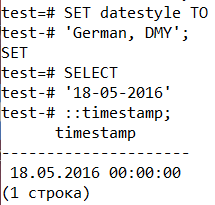 test=# SET datestyle TO
test-# 'German, DMY';
SET
test=# SELECT
test-# '18-05-2016'
test-# ::timestamp;
      timestamp
---------------------
 18.05.2016 00:00:00
(1 строка)